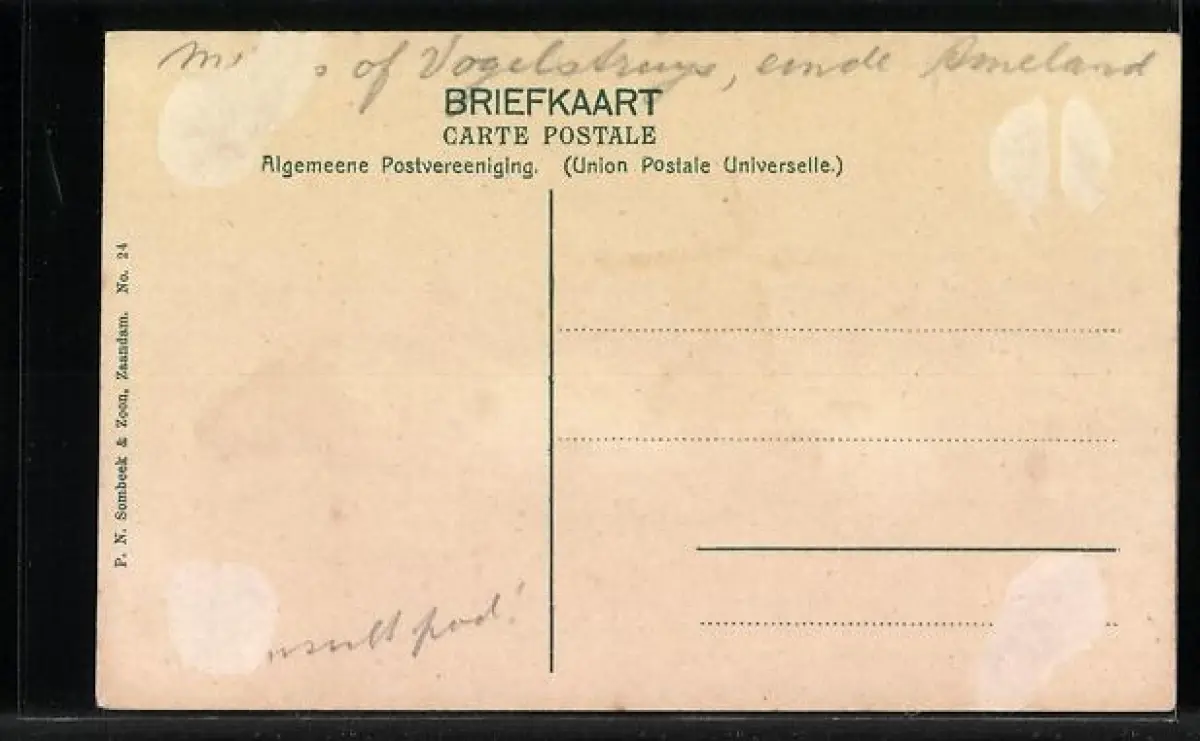 of Vogelstruys, einde Ameland
BRIEFKAART
CARTE POSTALE
Algemeene Postvereeniging. (Union Postale Universelle.)
P. N. Sombeek & Zoon, Zaandam. No. 24